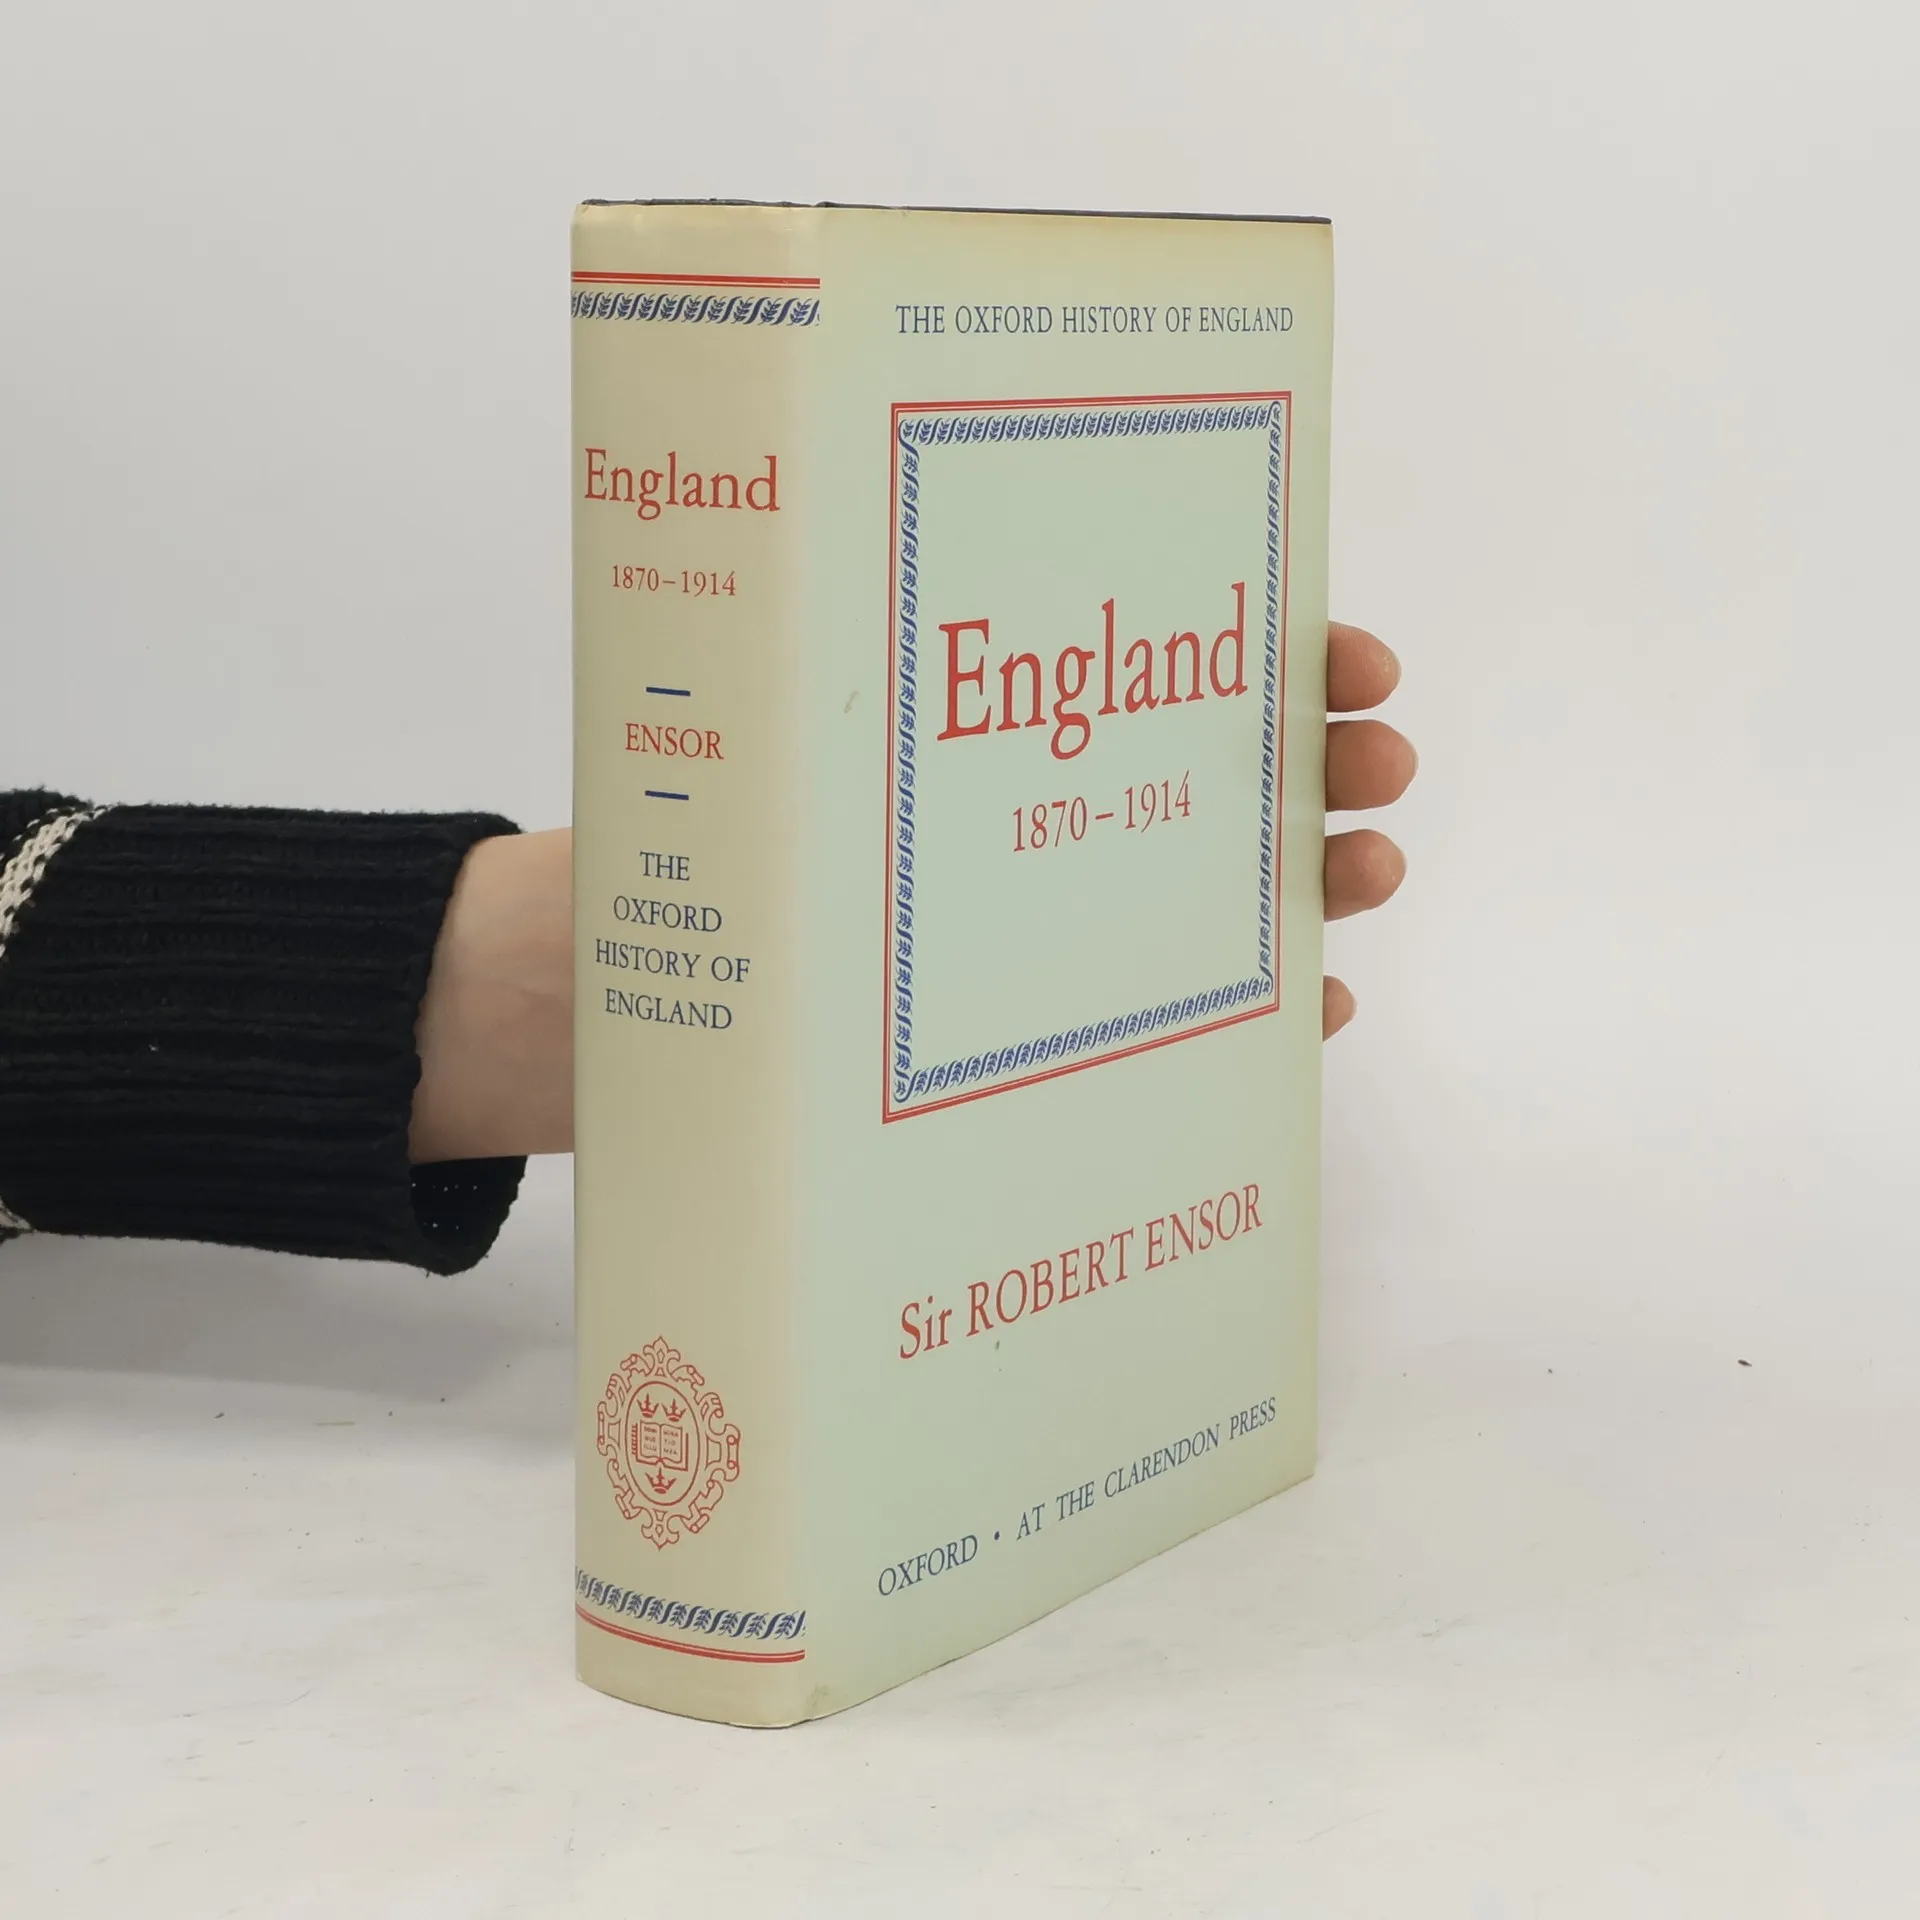 England
1870–1914
ENSOR
THE
OXFORD
HISTORY OF
ENGLAND
THE OXFORD HISTORY OF ENGLAND
England
1870–1914
Sir ROBERT ENSOR
OXFORD • AT THE CLARENDON PRESS